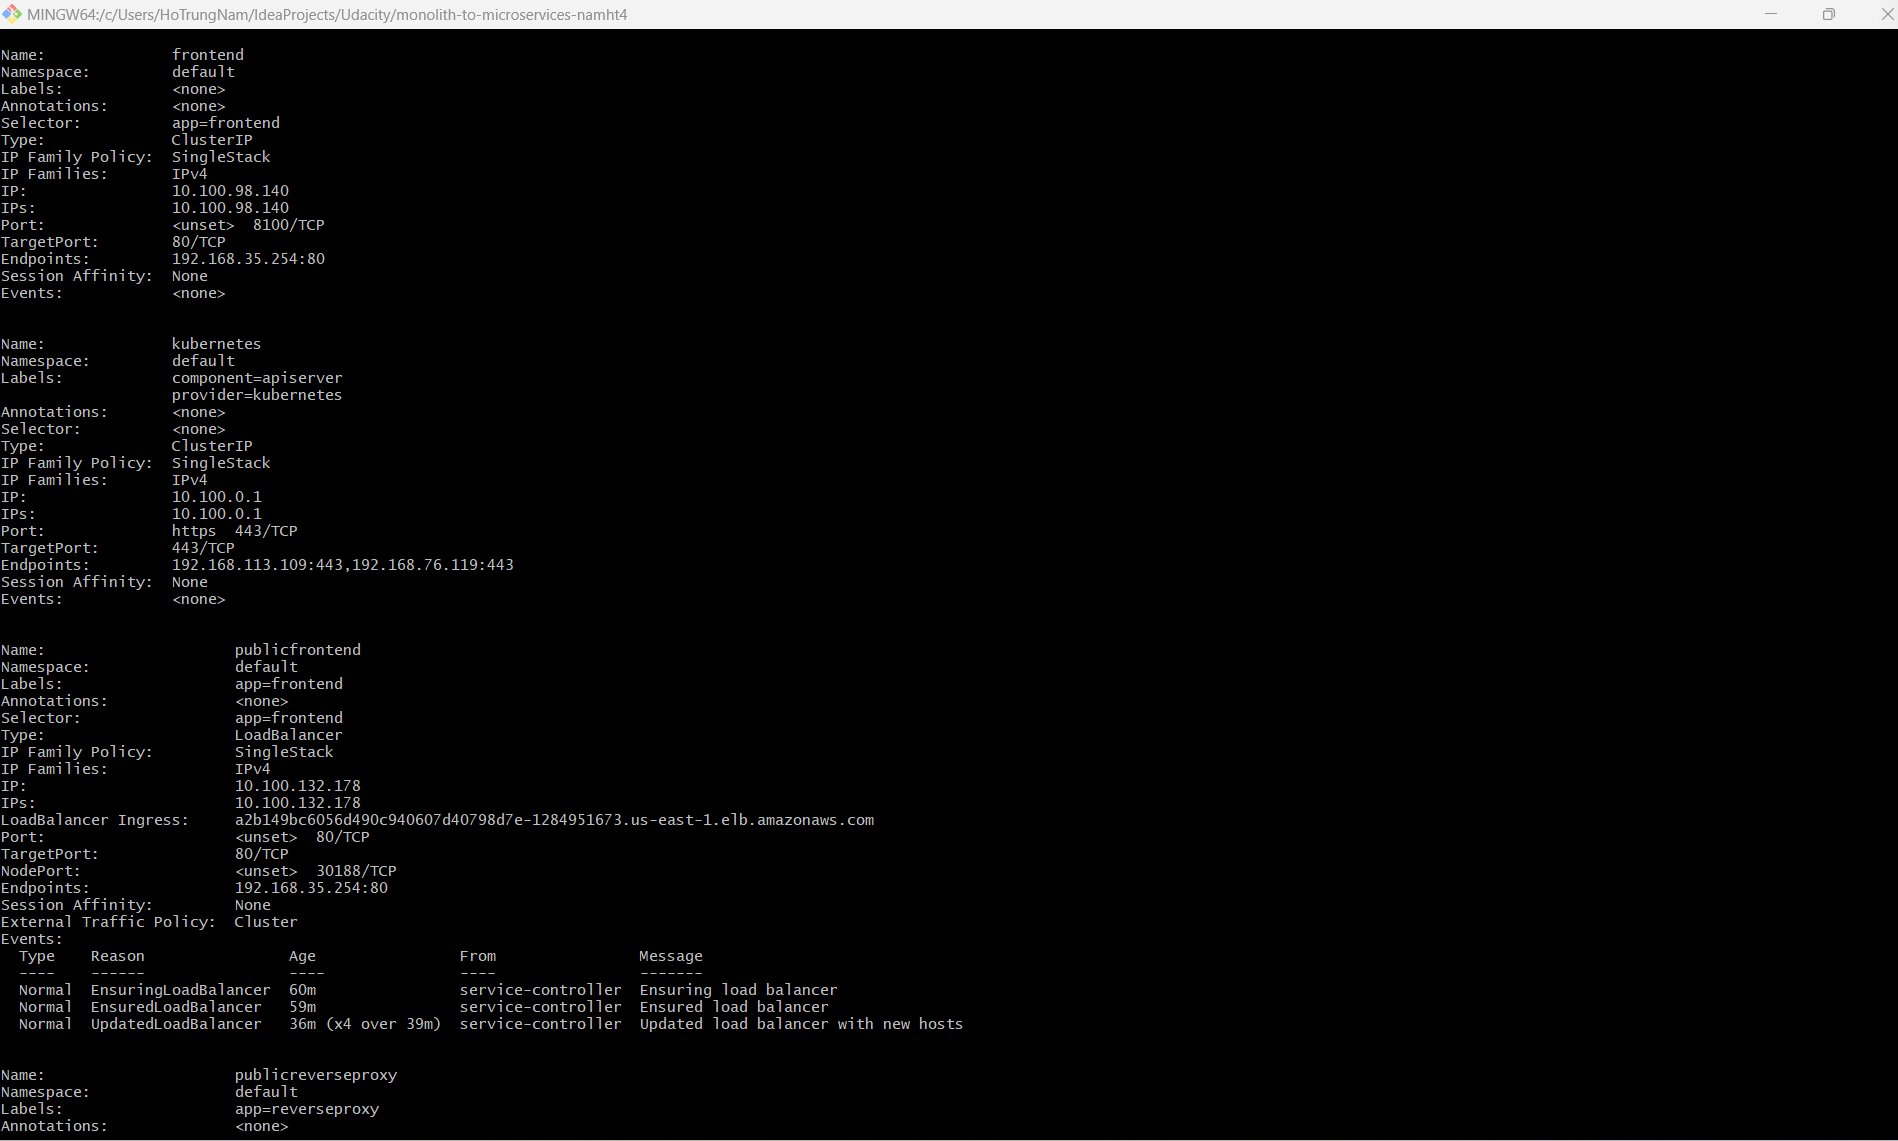 MINGW64:/c/Users/HoTrungNam/IdeaProjects/Udacity/monolith-to-microservices-namht4
Name: frontend
Namespace: default
Labels: <none>
Annotations: <none>
Selector: app=frontend
Type: ClusterIP
IP Family Policy: SingleStack
IP Families: IPv4
IP: 10.100.98.140
IPs: 10.100.98.140
Port: <unset> 8100/TCP
TargetPort: 80/TCP
Endpoints: 192.168.35.254:80
Session Affinity: None
Events: <none>
Name: kubernetes
Namespace: default
Labels: component=apiserver
provider=kubernetes
Annotations: <none>
Selector: <none>
Type: ClusterIP
IP Family Policy: SingleStack
IP Families: IPv4
IP: 10.100.0.1
IPs: 10.100.0.1
Port: https 443/TCP
TargetPort: 443/TCP
Endpoints: 192.168.113.109:443,192.168.76.119:443
Session Affinity: None
Events: <none>
Name: publicfrontend
Namespace: default
Labels: app=frontend
Annotations: <none>
Selector: app=frontend
Type: LoadBalancer
IP Family Policy: SingleStack
IP Families: IPv4
IP: 10.100.132.178
IPs: 10.100.132.178
LoadBalancer Ingress: a2b149bc6056d490c940607d40798d7e-1284951673.us-east-1.elb.amazonaws.com
Port: <unset> 80/TCP
TargetPort: 80/TCP
NodePort: <unset> 30188/TCP
Endpoints: 192.168.35.254:80
Session Affinity: None
External Traffic Policy: Cluster
Events:
Type Reason Age From Message
---- ------ ---- ---- -------
Normal EnsuringLoadBalancer 60m service-controller Ensuring load balancer
Normal EnsuredLoadBalancer 59m service-controller Ensured load balancer
Normal UpdatedLoadBalancer 36m (x4 over 39m) service-controller Updated load balancer with new hosts
Name: publicreverseproxy
Namespace: default
Labels: app=reverseproxy
Annotations: <none>